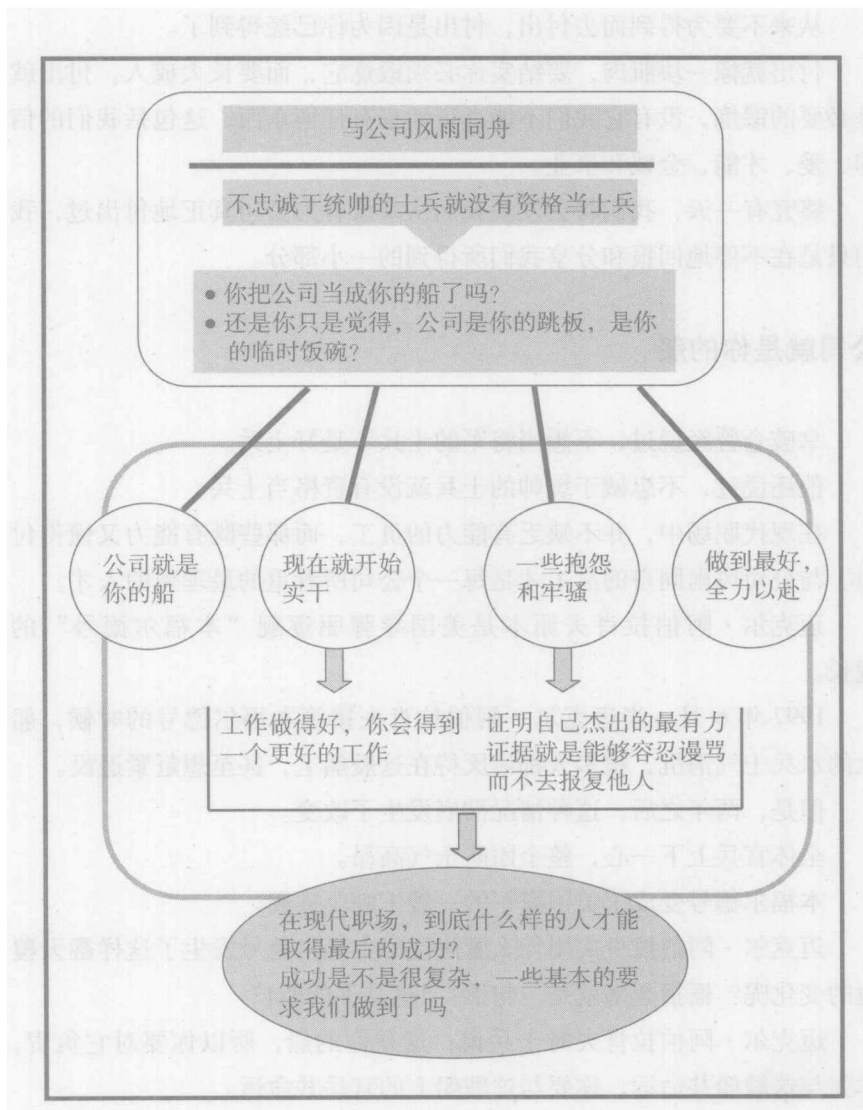 与公司风雨同舟
不忠诚于统帅的士兵就没有资格当士兵
● 你把公司当成你的船了吗?
● 还是你只是觉得，公司是你的跳板，是你
的临时饭碗?
公司就是
你的船
现在就开始
实干
一些抱怨
和牢骚
做到最好，
全力以赴
工作做得好，你会得到
一个更好的工作
证明自己杰出的最有力
证据就是能够容忍谩骂
而不去报复他人
在现代职场，到底什么样的人才能
取得最后的成功?
成功是不是很复杂，一些基本的要
求我们做到了吗